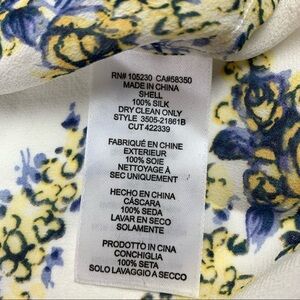 RN# 105230 CA#58350
MADE IN CHINA
SHELL
100% SILK
DRY CLEAN ONLY
STYLE 3505-21861B
CUT 422339
FABRIQUÉ EN CHINE
EXTERIEUR
100% SOIE
NETTOYAGE À
SEC UNIQUEMENT
HECHO EN CHINA
CÁSCARA
100% SEDA
LAVAR EN SECO
SOLAMENTE
PRODOTTO IN CINA
CONCHIGLIA
100% SETA
SOLO LAVAGGIO A SECCO